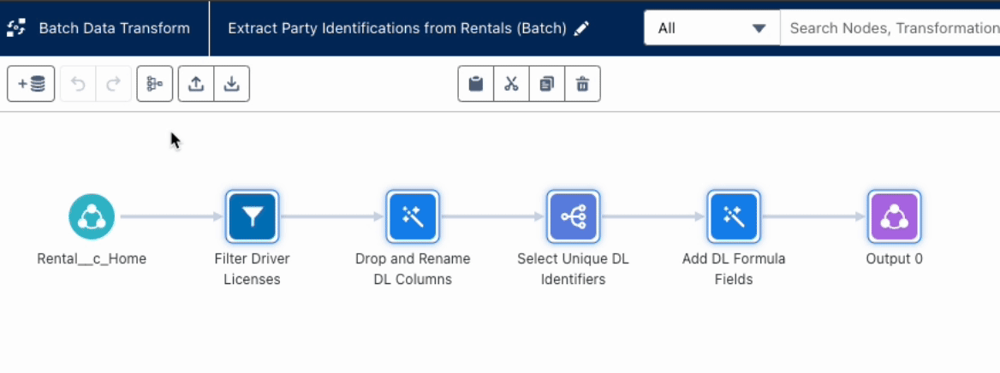 Batch Data Transform
Extract Party Identifications from Rentals (Batch)
All
Search Nodes, Transformation
+
Rental__c_Home
Filter Driver
Licenses
Drop and Rename
DL Columns
Select Unique DL
Identifiers
Add DL Formula
Fields
Output 0